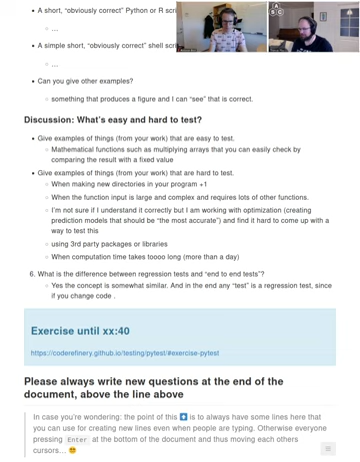 A short, "obviously correct" Python or R scri
...
A simple short, "obviously correct" shell scri
...
Can you give other examples?
something that produces a figure and I can "see" that is correct.
Discussion: What's easy and hard to test?
Give examples of things (from your work) that are easy to test.
Mathematical functions such as multiplying arrays that you can easily check by
comparing the result with a fixed value
Give examples of things (from your work) that are hard to test.
When making new directories in your program +1
When the function input is large and complex and requires lots of other functions.
I'm not sure if I understand it correctly but I am working with optimization (creating
prediction models that should be "the most accurate") and find it hard to come up with a
way to test this
using 3rd party packages or libraries
When computation time takes toooo long (more than a day)
6. What is the difference between regression tests and "end to end tests"?
Yes the concept is somewhat similar. And in the end any "test" is a regression test, since
if you change code .
Exercise until xx:40
https://coderefinery.github.io/testing/pytest/#exercise-pytest
Please always write new questions at the end of the
document, above the line above
In case you're wondering: the point of this ⬆️ is to always have some lines here that
you can use for creating new lines even when people are typing. Otherwise everyone
pressing Enter at the bottom of the document and thus moving each others
cursors... 😄